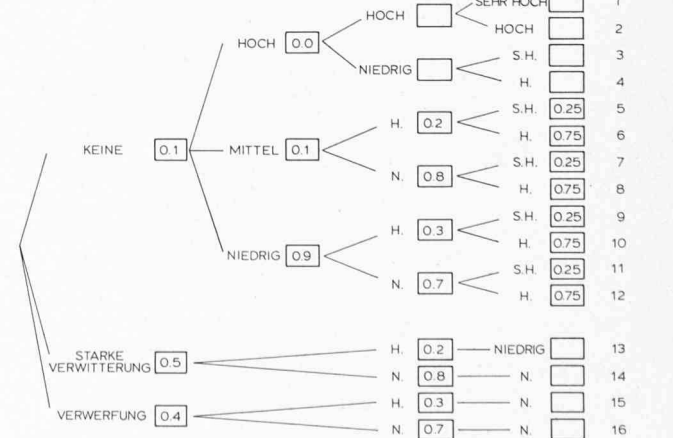 SEHR HOCH 1
HOCH
HOCH 2
HOCH 0.0
S.H. 3
NIEDRIG
H. 4
S.H. 0.25 5
H. 0.2
H. 0.75 6
KEINE 0.1 MITTEL 0.1
S.H. 0.25 7
N. 0.8
H. 0.75 8
S.H. 0.25 9
H. 0.3
H. 0.75 10
NIEDRIG 0.9
S.H. 0.25 11
N. 0.7
H. 0.75 12
STARKE
VERWITTERUNG 0.5
H. 0.2 NIEDRIG 13
N. 0.8 N. 14
VERWERFUNG 0.4
H. 0.3 N. 15
N. 0.7 N. 16